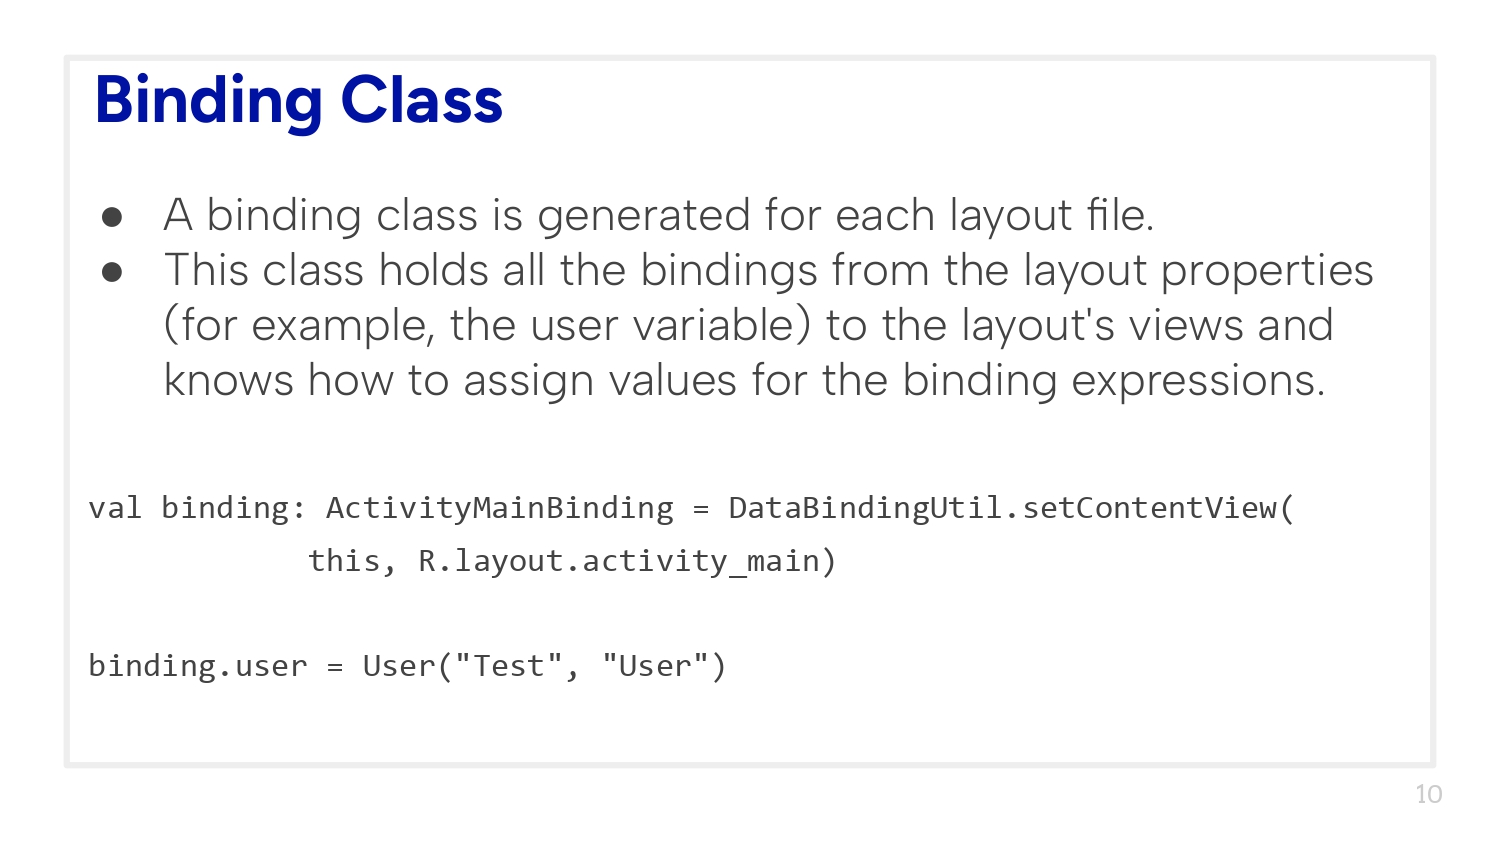 Binding Class
● A binding class is generated for each layout file.
● This class holds all the bindings from the layout properties
(for example, the user variable) to the layout's views and
knows how to assign values for the binding expressions.
val binding: ActivityMainBinding = DataBindingUtil.setContentView(
this, R.layout.activity_main)
binding.user = User("Test", "User")
10